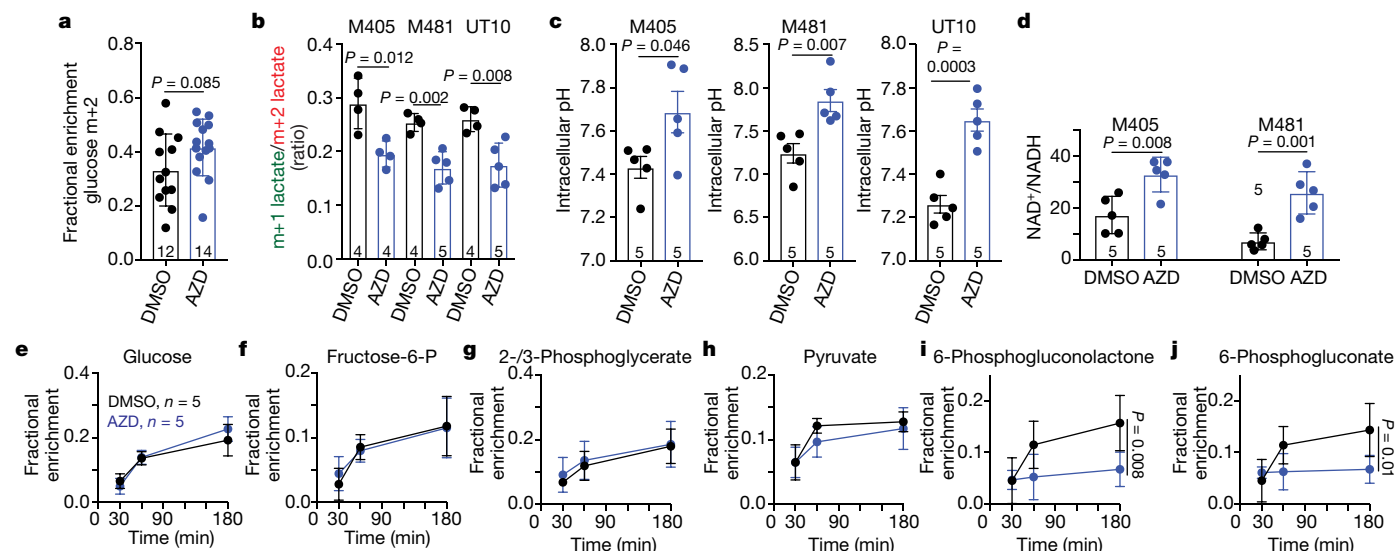 a
Fractional enrichment
glucose m+2
0.8
0.6
0.4
0.2
0
P = 0.085
12
14
DMSO
AZD
b
M405 M481 UT10
m+1 lactate/m+2 lactate
(ratio)
0.4
0.3
0.2
0.1
0.0
P = 0.012
P = 0.002
P = 0.008
4 4 4 5 4 5
DMSO
AZD
DMSO
AZD
DMSO
AZD
c
M405
Intracellular pH
8.0
7.8
7.6
7.4
7.2
7.0
P = 0.046
5 5
DMSO
AZD
M481
Intracellular pH
8.5
8.0
7.5
7.0
6.5
6.0
P = 0.007
5 5
DMSO
AZD
UT10
Intracellular pH
8.0
7.8
7.6
7.4
7.2
7.0
P =
0.0003
5 5
DMSO
AZD
d
NAD+/NADH
60
40
20
0
M405
P = 0.008
5 5
DMSO AZD
M481
P = 0.001
5
5
DMSO AZD
e
Glucose
Fractional
enrichment
0.4
0.2
0
DMSO, n = 5
AZD, n = 5
0 30 90 180
Time (min)
f
Fructose-6-P
Fractional
enrichment
0.2
0.1
0
0 30 90 180
Time (min)
g
2-/3-Phosphoglycerate
Fractional
enrichment
0.4
0.2
0
0 30 90 180
Time (min)
h
Pyruvate
Fractional
enrichment
0.2
0.1
0
0 30 90 180
Time (min)
i
6-Phosphogluconolactone
Fractional
enrichment
0.2
0.1
0
P = 0.008
0 30 90 180
Time (min)
j
6-Phosphogluconate
Fractional
enrichment
0.2
0.1
0
P = 0.01
0 30 90 180
Time (min)